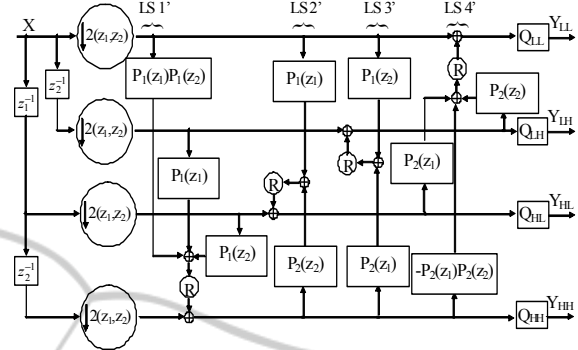 LS 1’ LS 2’ LS 3’ LS 4’
X ↓2(z₁,z₂) Q_LL Y_LL
P₁(z₁)P₁(z₂) P₁(z₁) P₁(z₂) R
z₁⁻¹ z₂⁻¹ P₂(z₂)
↓2(z₁,z₂) Q_LH Y_LH
P₁(z₁) R P₂(z₁)
R
↓2(z₁,z₂) Q_HL Y_HL
P₁(z₂) P₂(z₂) P₂(z₁) -P₂(z₁)P₂(z₂)
z₂⁻¹ R
↓2(z₁,z₂) Q_HH Y_HH